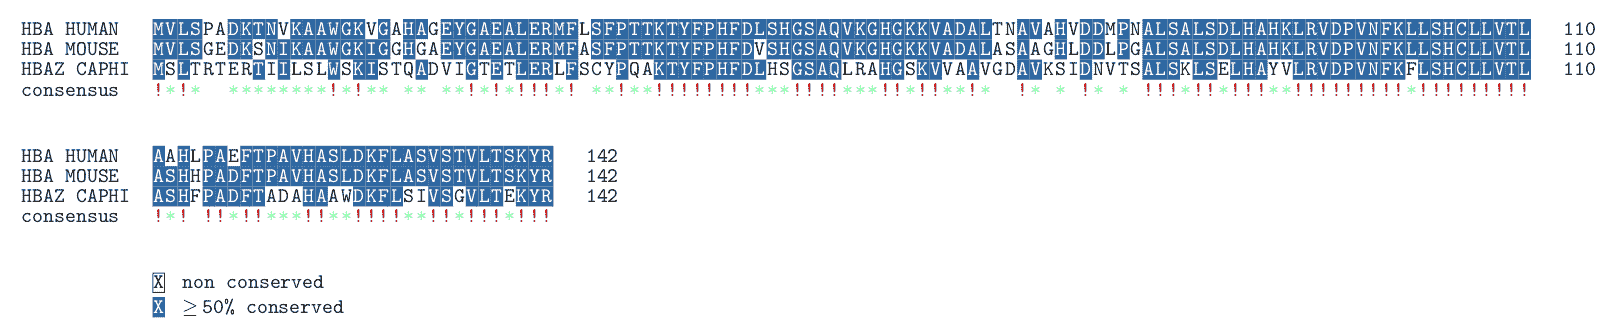 HBA HUMAN MVLSPADKTNVKAAWGKVGAHAGEYGAEALERMFLSFPTTKTYFPHFDLSHGSAQVKGHGKKVADALTNAVAHVDDMPNALSALSDLHAHKLRVDPVNFKLLSHCLLVTL 110
HBA MOUSE MVLSGEDKSNIKAAWGKIGGHGAEYGAEALERMFASFPTTKTYFPHFDVSHGSAQVKGHGKKVADALASAAGHLDDLPGALSALSDLHAHKLRVDPVNFKLLSHCLLVTL 110
HBAZ CAPHI MSLTRTERTIILSLWSKISTQADVIGTETLERLFSCYPQAKTYFPHFDLHSGSAQLRAHGSKVVAAVGDAVKSIDNVTSALSKLSELHAYVLRVDPVNFKFLSHCLLVTL 110
consensus !*!*  ********!*!** ** **!*!*!!!*! **!**!!!!!!!!***!!!!***!!*!!**!*  !* * !* * !!!*!!*!!!**!!!!!!!!!*!!!!!!!!!
HBA HUMAN AAHLPAEFTPAVHASLDKFLASVSTVLTSKYR 142
HBA MOUSE ASHHPADFTPAVHASLDKFLASVSTVLTSKYR 142
HBAZ CAPHI ASHFPADFTADAHAAWDKFLSIVSGVLTEKYR 142
consensus !*! !!*!!***!!**!!!!**!!*!!!*!!!
X non conserved
X ≥50% conserved